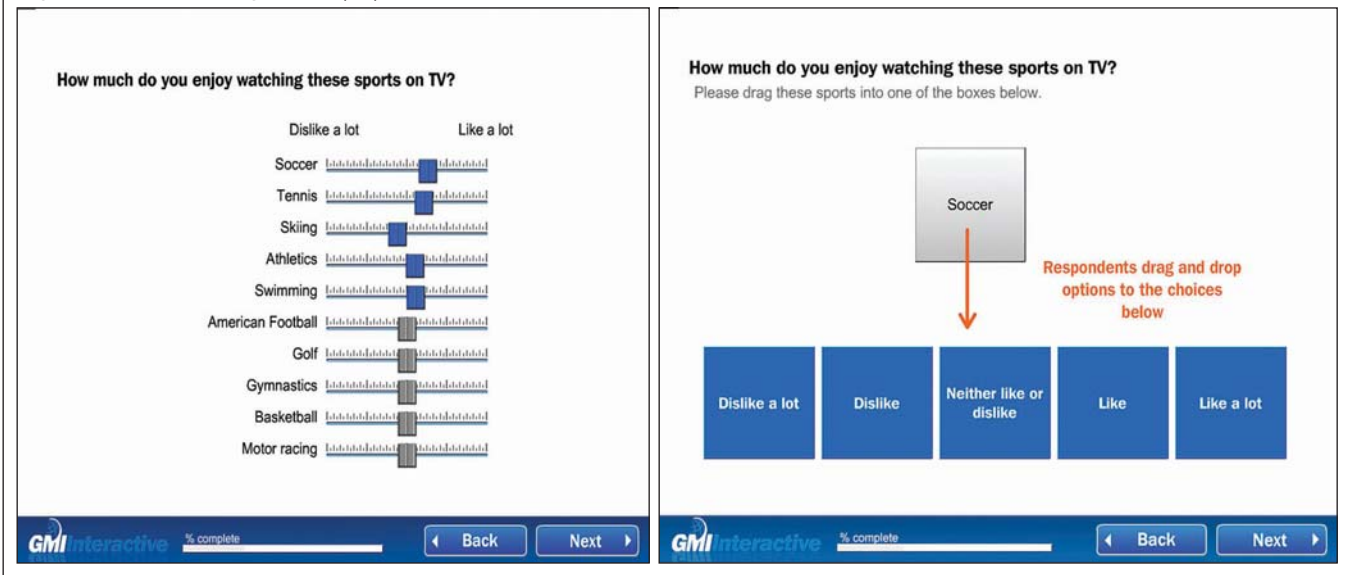 How much do you enjoy watching these sports on TV?
Dislike a lot Like a lot
Soccer
Tennis
Skiing
Athletics
Swimming
American Football
Golf
Gymnastics
Basketball
Motor racing
GMI Interactive % complete Back Next
How much do you enjoy watching these sports on TV?
Please drag these sports into one of the boxes below.
Soccer
Respondents drag and drop
options to the choices
below
Dislike a lot Dislike Neither like or
dislike Like Like a lot
GMI Interactive % complete Back Next